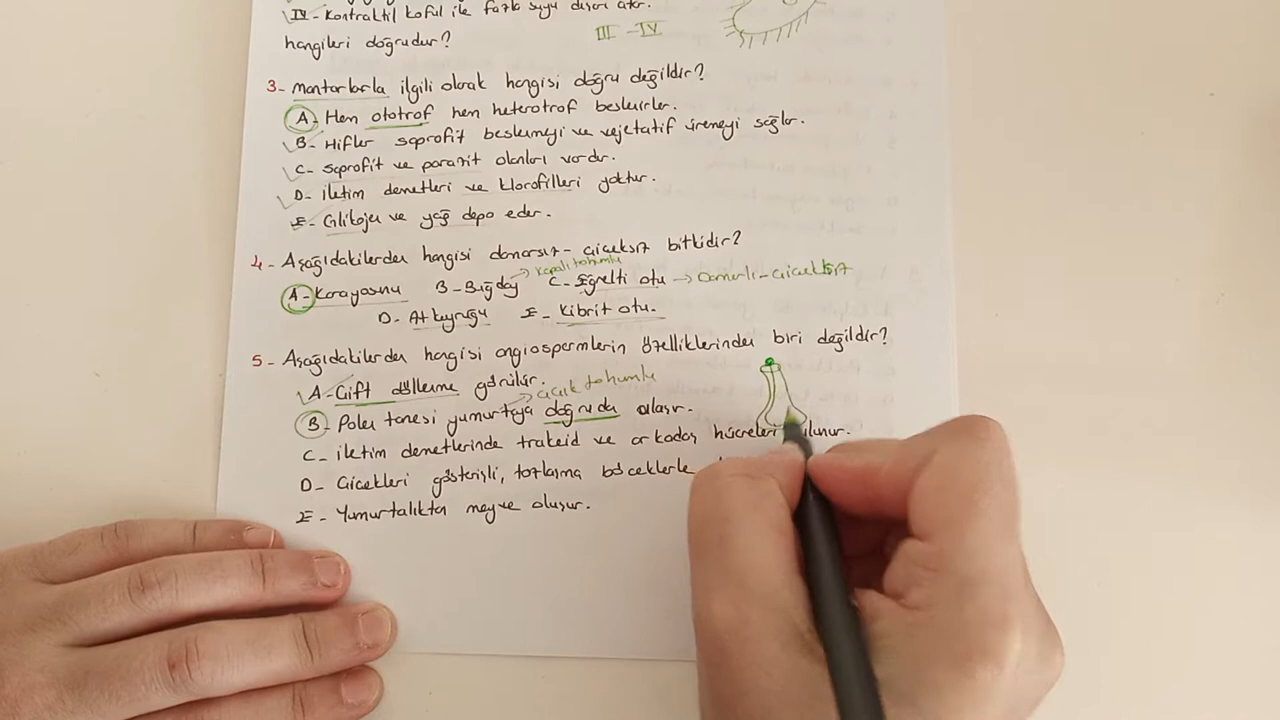 IV- Kontraktil koful ile fazla suyu dışarı atar.
hangileri doğrudur?
III - IV
3- Mantarlarla ilgili olarak hangisi doğru değildir?
A- Hem ototrof hem heterotrof beslenirler.
B- Hifler saprofit beslenmeyi ve vejetatif üremeyi sağlar.
C- Saprofit ve parazit olanları vardır.
D- İletim demetleri ve klorofilleri yoktur.
E- Glikojen ve yağ depo eder.
4- Aşağıdakilerden hangisi damarsız- çiçeksiz bitkidir?
→ Kapalı tohumlu
A- Karayosunu B- Buğday C- Eğrelti otu → Damarlı-çiçeksiz
D- Atkuyruğu E- Kibrit otu.
5- Aşağıdakilerden hangisi angiospermlerin özelliklerinden biri değildir?
A- Çift döllenme görülür.
→ açık tohumlu
B- Polen tanesi yumurtaya doğrudan ulaşır.
C- İletim demetlerinde trakeid ve arkadaş hücreleri
D- Çiçekleri gösterişli, tozlaşma böceklerle
E- Yumurtalıktan meyve oluşur.